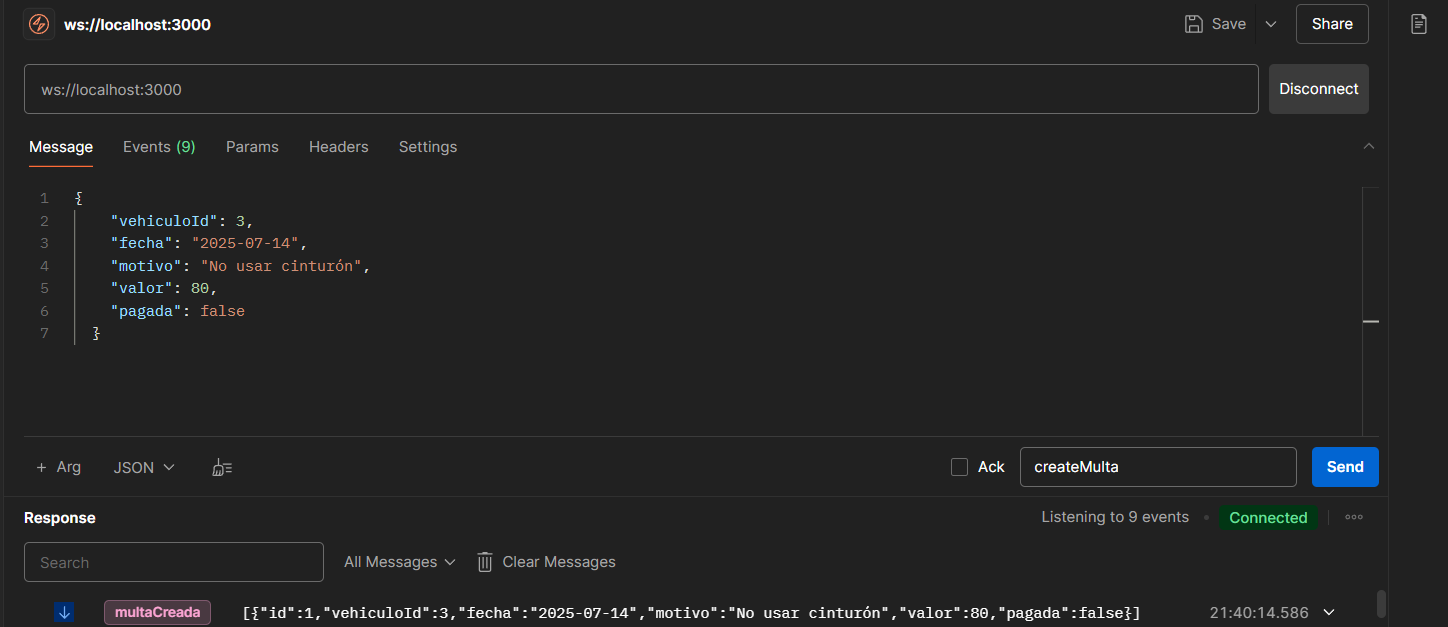 ws://localhost:3000
Save
Share
ws://localhost:3000
Disconnect
Message Events (9) Params Headers Settings
1 {
2 "vehiculoId": 3,
3 "fecha": "2025-07-14",
4 "motivo": "No usar cinturón",
5 "valor": 80,
6 "pagada": false
7 }
+ Arg JSON Ack createMulta Send
Response Listening to 9 events Connected
Search All Messages Clear Messages
multaCreada [{"id":1,"vehiculoId":3,"fecha":"2025-07-14","motivo":"No usar cinturón","valor":80,"pagada":false}] 21:40:14.586